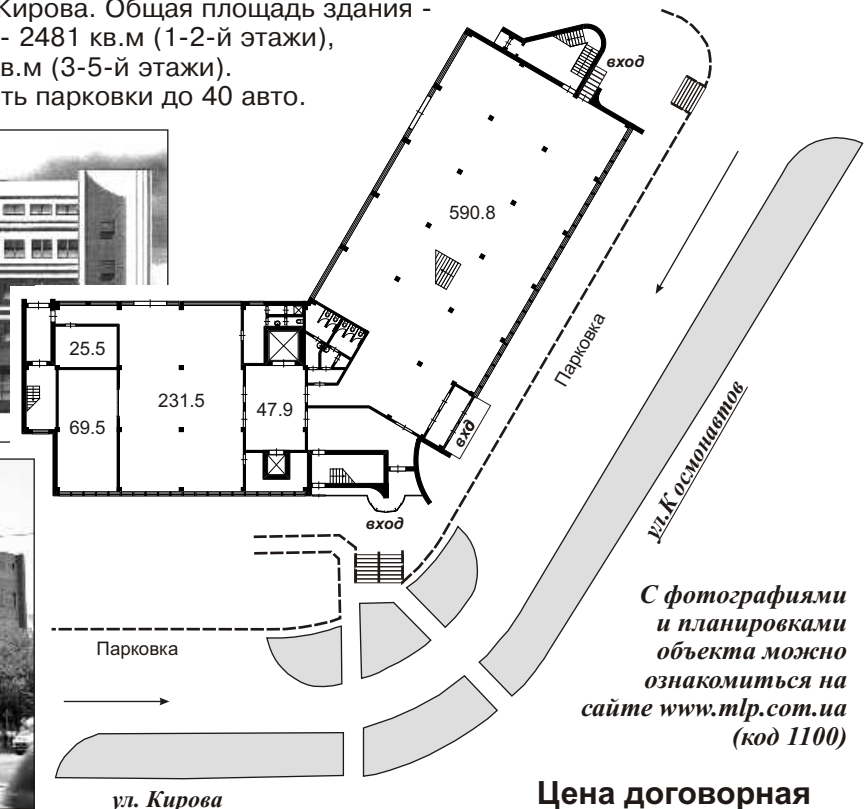 Кирова. Общая площадь здания -
- 2481 кв.м (1-2-й этажи),
в.м (3-5-й этажи).
ть парковки до 40 авто.
вход
590.8
Парковка
25.5
231.5
69.5
47.9
вхд
ул.К осмонавтов
вход
Парковка
С фотографиями
и планировками
объекта можно
ознакомиться на
сайте www.mlp.com.ua
(код 1100)
ул. Кирова
Цена договорная